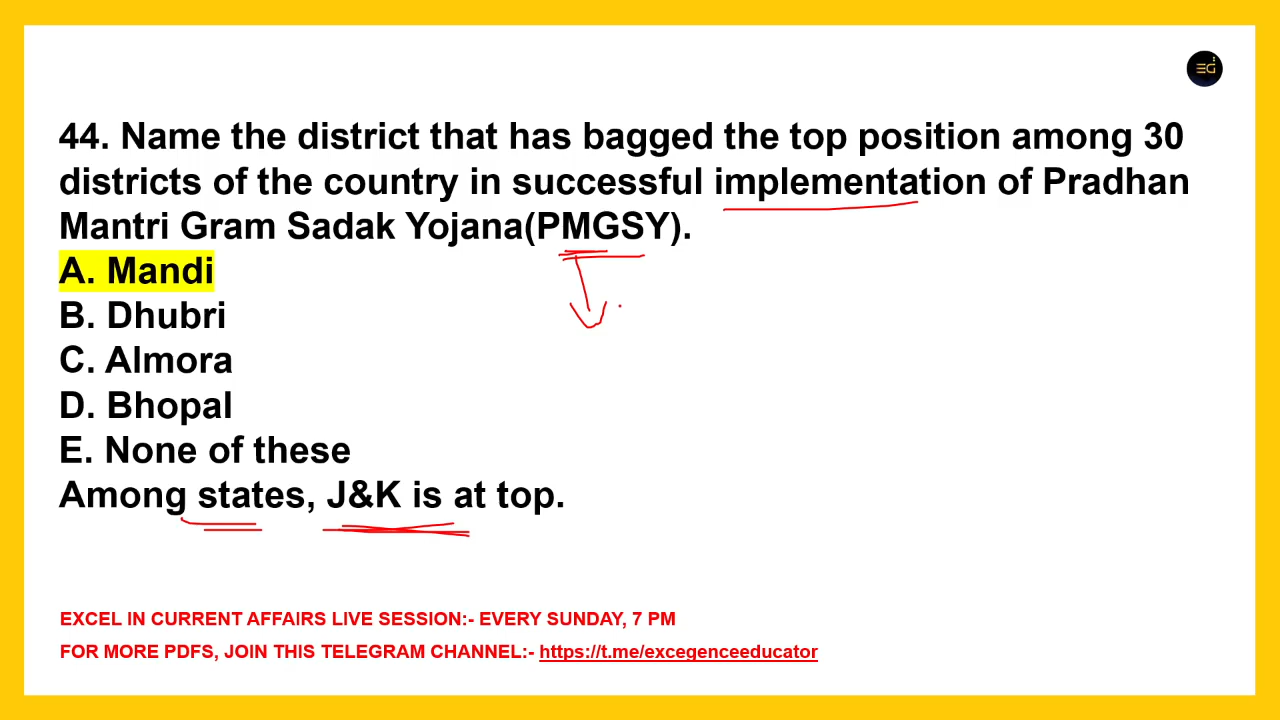 EG
44. Name the district that has bagged the top position among 30
districts of the country in successful implementation of Pradhan
Mantri Gram Sadak Yojana(PMGSY).
A. Mandi
B. Dhubri
C. Almora
D. Bhopal
E. None of these
Among states, J&K is at top.
EXCEL IN CURRENT AFFAIRS LIVE SESSION:- EVERY SUNDAY, 7 PM
FOR MORE PDFS, JOIN THIS TELEGRAM CHANNEL:- https://t.me/excegenceeducator